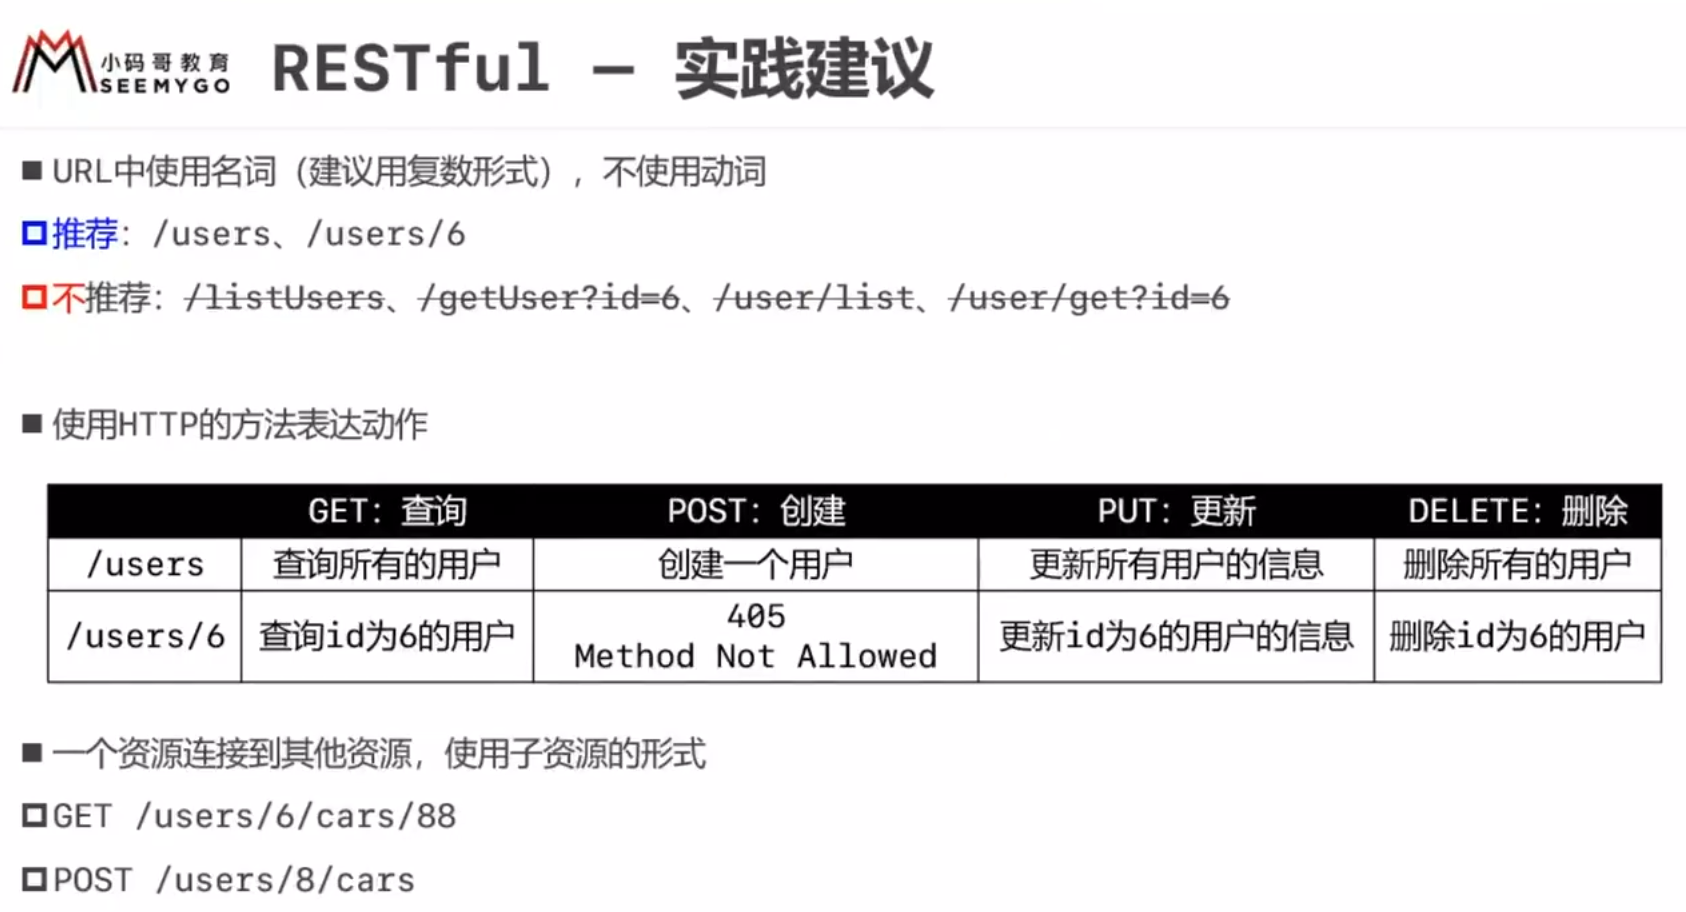 小码哥教育
SEEMYGO
RESTful – 实践建议
■ URL中使用名词（建议用复数形式），不使用动词
推荐：/users、/users/6
不推荐：/listUsers、/getUser?id=6、/user/list、/user/get?id=6
■ 使用HTTP的方法表达动作
GET：查询 POST：创建 PUT：更新 DELETE：删除
/users 查询所有的用户 创建一个用户 更新所有用户的信息 删除所有的用户
/users/6 查询id为6的用户 405 Method Not Allowed 更新id为6的用户的信息 删除id为6的用户
■ 一个资源连接到其他资源，使用子资源的形式
GET /users/6/cars/88
POST /users/8/cars